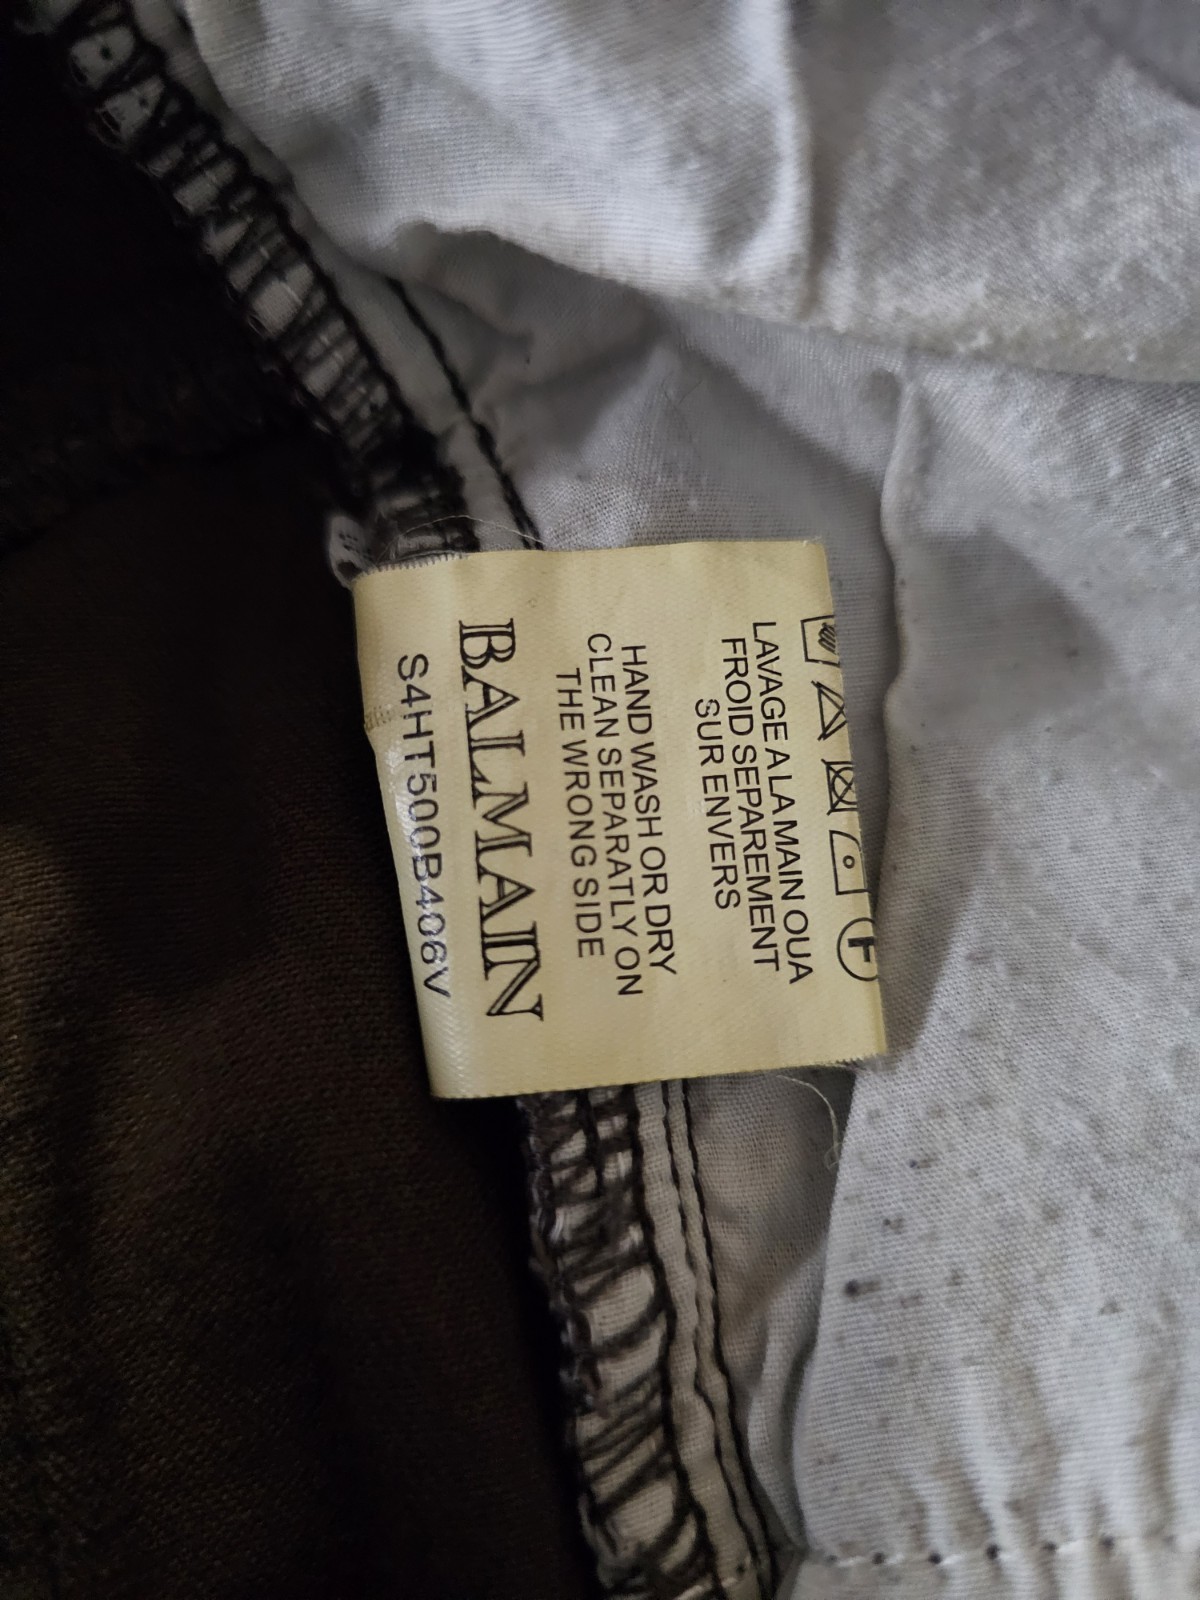 LAVAGE A LA MAIN OUA
FROID SEPAREMENT
SUR ENVERS
HAND WASH OR DRY
CLEAN SEPARATLY ON
THE WRONG SIDE
BALMAIN
S4HT500B406V